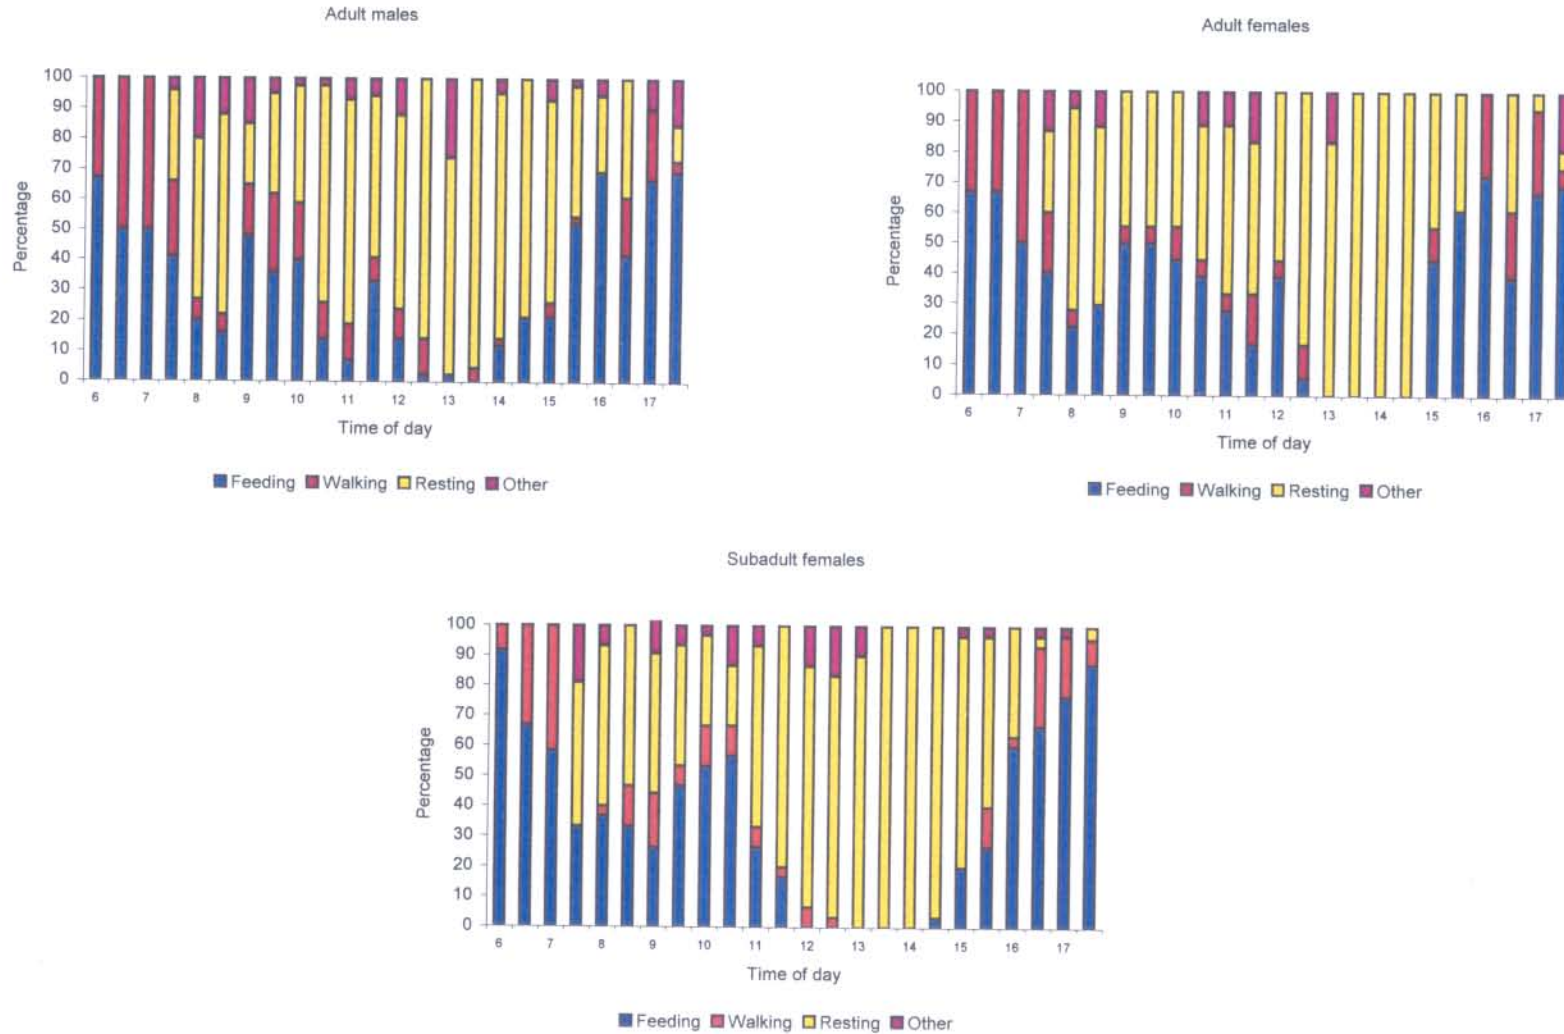 Adult males
100
90
80
70
60
50
40
30
20
10
0
Percentage
6 7 8 9 10 11 12 13 14 15 16 17
Time of day
Feeding Walking Resting Other
Adult females
100
90
80
70
60
50
40
30
20
10
0
Percentage
6 7 8 9 10 11 12 13 14 15 16 17
Time of day
Feeding Walking Resting Other
Subadult females
100
90
80
70
60
50
40
30
20
10
0
Percentage
6 7 8 9 10 11 12 13 14 15 16 17
Time of day
Feeding Walking Resting Other